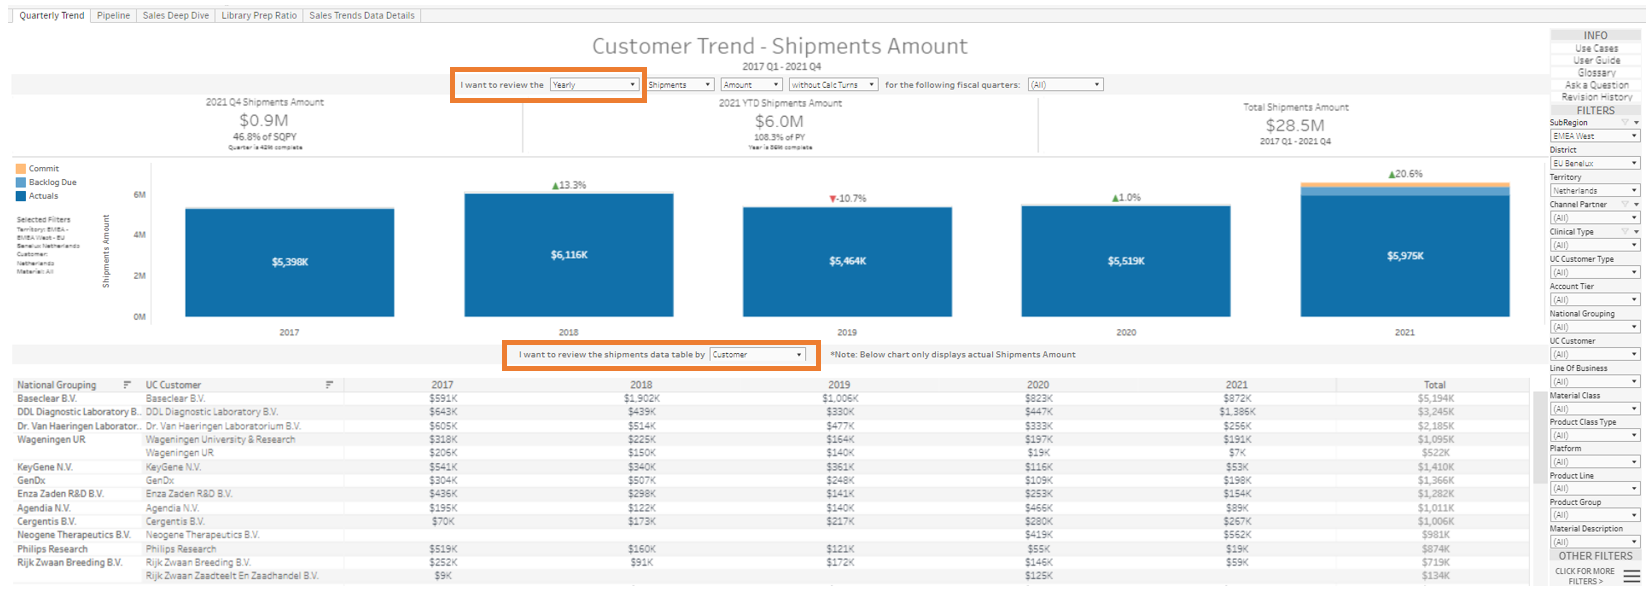 Quarterly Trend Pipeline Sales Deep Dive Library Prep Ratio Sales Trends Data Details
Customer Trend - Shipments Amount
2017 Q1 - 2021 Q4
I want to review the Yearly Shipments Amount without Calc Turns for the following fiscal quarters: (All)
2021 Q4 Shipments Amount
$0.9M
46.8% of SQPY
2021 YTD Shipments Amount
$6.0M
108.3% of PY
Total Shipments Amount
$28.5M
2017 Q1 - 2021 Q4
Commit
Backlog Due
Actuals
Selected Filters
Territory: EMEA -
EMEA West - EU
Benelux Netherlands
Customer:
Netherlands
Material: All
Shipments Amount
6M
4M
2M
0M
▲13.3%
▼-10.7%
▲1.0%
▲20.6%
$5,398K
$6,116K
$5,464K
$5,519K
$5,975K
2017 2018 2019 2020 2021
I want to review the shipments data table by Customer
*Note: Below chart only displays actual Shipments Amount
National Grouping UC Customer 2017 2018 2019 2020 2021 Total
Baseclear B.V. Baseclear B.V. $591K $1,902K $1,006K $823K $872K $5,194K
DDL Diagnostic Laboratory B.. DDL Diagnostic Laboratory B.V. $643K $439K $330K $447K $1,386K $3,245K
Dr. Van Haeringen Laborator.. Dr. Van Haeringen Laboratorium B.V. $605K $514K $477K $333K $256K $2,185K
Wageningen UR Wageningen University & Research $318K $225K $164K $197K $191K $1,095K
Wageningen UR $206K $150K $140K $19K $7K $522K
KeyGene N.V. KeyGene N.V. $541K $340K $361K $116K $53K $1,410K
GenDx GenDx $304K $507K $248K $109K $198K $1,366K
Enza Zaden R&D B.V. Enza Zaden R&D B.V. $436K $298K $141K $253K $154K $1,282K
Agendia N.V. Agendia N.V. $195K $122K $140K $466K $89K $1,011K
Cergentis B.V. Cergentis B.V. $70K $173K $217K $280K $267K $1,006K
Neogene Therapeutics B.V. Neogene Therapeutics B.V. $419K $562K $981K
Philips Research Philips Research $519K $160K $121K $55K $19K $874K
Rijk Zwaan Breeding B.V. Rijk Zwaan Breeding B.V. $252K $91K $172K $146K $59K $719K
Rijk Zwaan Zaadteelt En Zaadhandel B.V. $9K $125K $134K
INFO
Use Cases
User Guide
Glossary
Ask a Question
Revision History
FILTERS
SubRegion
EMEA West
District
EU Benelux
Territory
Netherlands
Channel Partner
(All)
Clinical Type
(All)
UC Customer Type
(All)
Account Tier
(All)
National Grouping
(All)
UC Customer
(All)
Line Of Business
(All)
Material Class
(All)
Product Class Type
(All)
Platform
(All)
Product Line
(All)
Product Group
(All)
Material Description
(All)
OTHER FILTERS
CLICK FOR MORE
FILTERS >